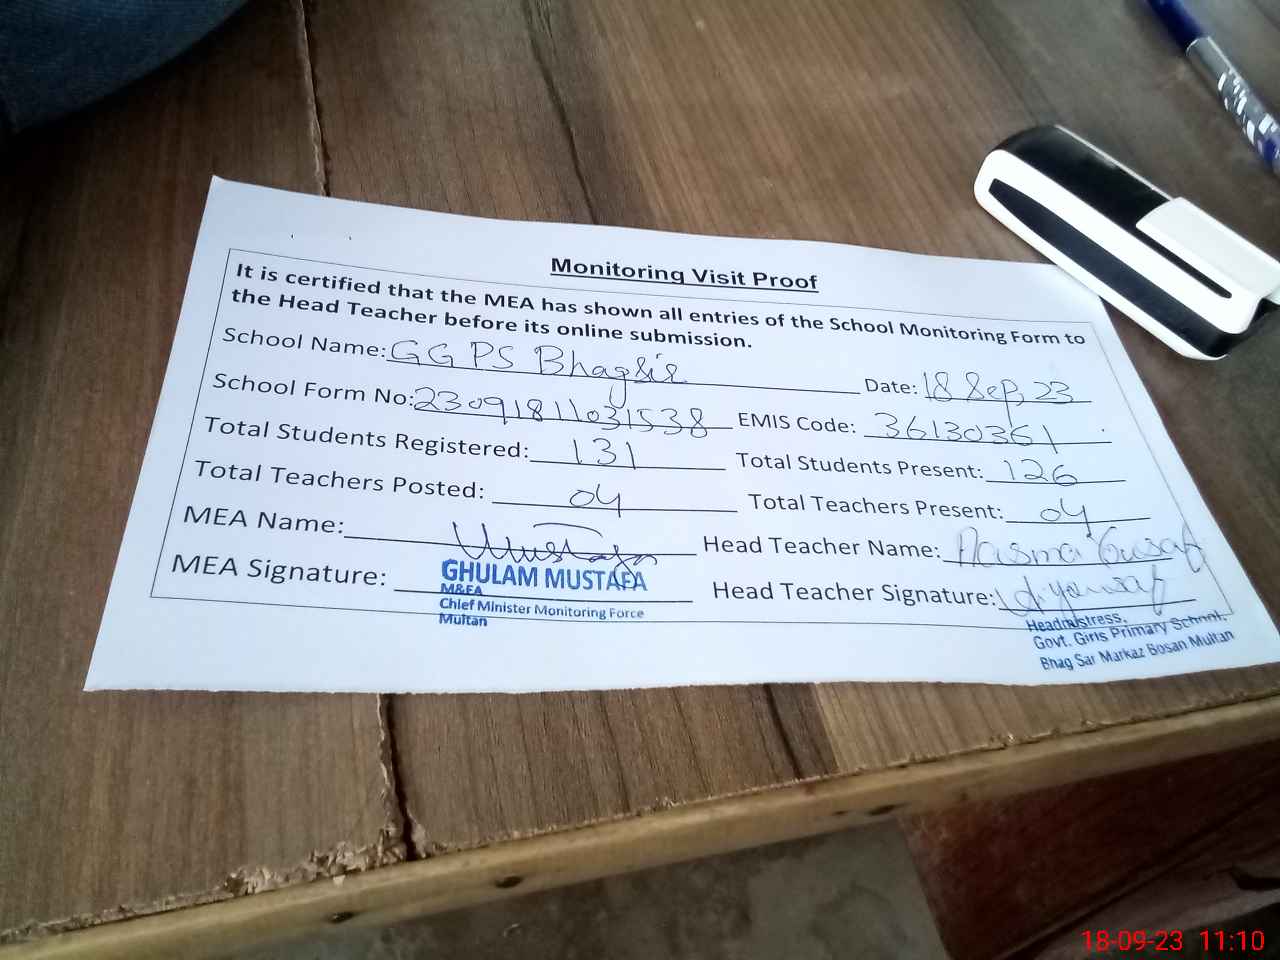 Monitoring Visit Proof
It is certified that the MEA has shown all entries of the School Monitoring Form to
the Head Teacher before its online submission.
School Name: GGPS Bhagsir Date: 18 Sep, 23
School Form No: 23091811031538 EMIS Code: 36130361
Total Students Registered: 131 Total Students Present: 126
Total Teachers Posted: 04 Total Teachers Present: 04
MEA Name: Mustafa Head Teacher Name:
MEA Signature: Head Teacher Signature:
GHULAM MUSTAFA
M&EA
Chief Minister Monitoring Force
Multan
Headmistress,
Govt. Girls Primary School,
Bhag Sar Markaz Bosan Multan
18-09-23 11:10